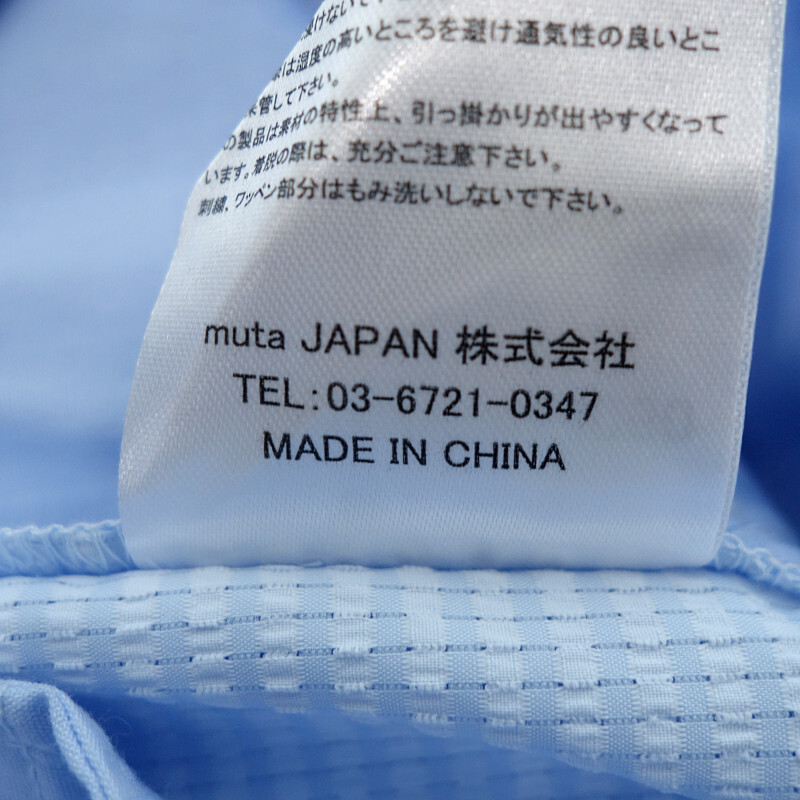 浸けないで
は湿度の高いところを避け通気性の良いとこ
保管して下さい。
の製品は素材の特性上、引っ掛かりが出やすくなって
います。着脱の際は、充分ご注意下さい。
刺繍、ワッペン部分はもみ洗いしないで下さい。
muta JAPAN 株式会社
TEL:03-6721-0347
MADE IN CHINA